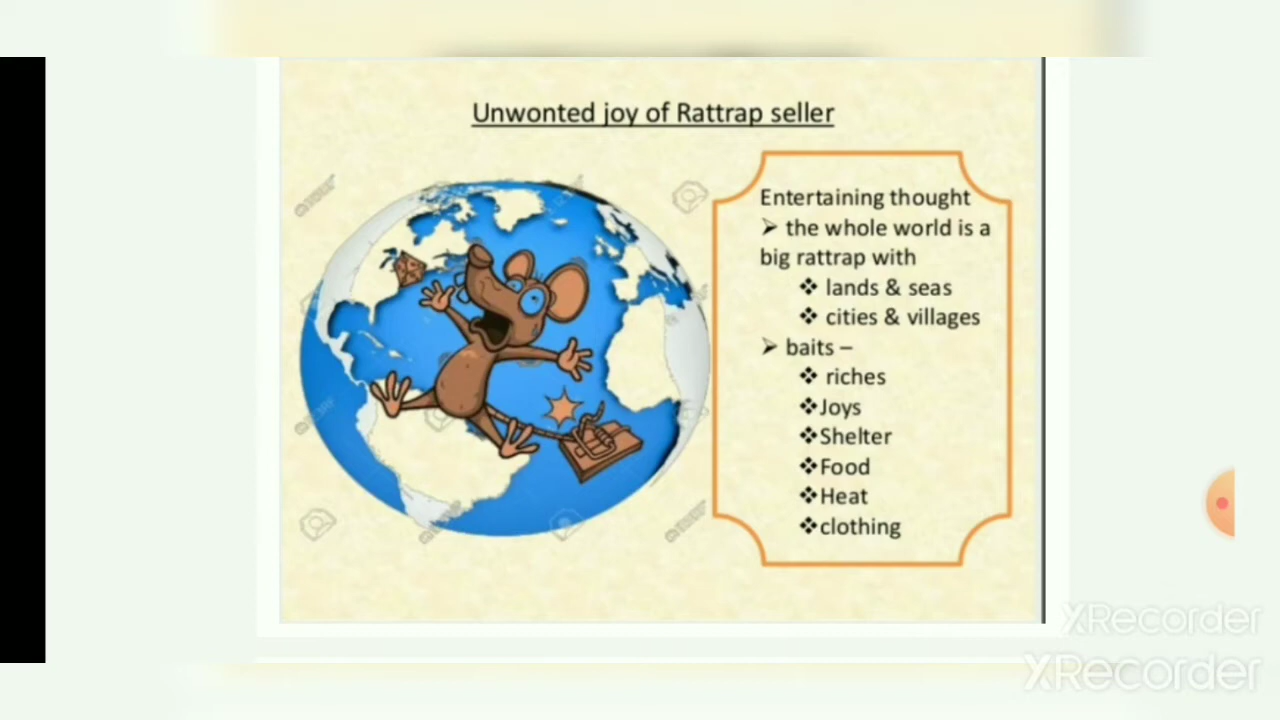 Unwonted joy of Rattrap seller
Entertaining thought
➢ the whole world is a
big rattrap with
❖ lands & seas
❖ cities & villages
➢ baits –
❖ riches
❖Joys
❖Shelter
❖Food
❖Heat
❖clothing
XRecorder
XRecorder